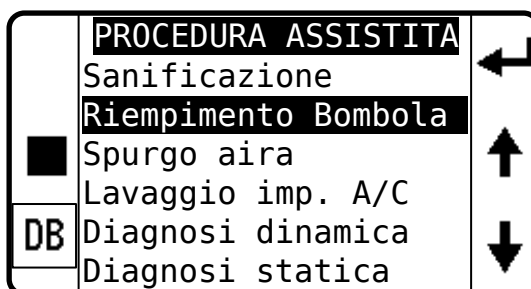 PROCEDURA ASSISTITA
Sanificazione
Riempimento Bombola
Spurgo aira
Lavaggio imp. A/C
DB
Diagnosi dinamica
Diagnosi statica